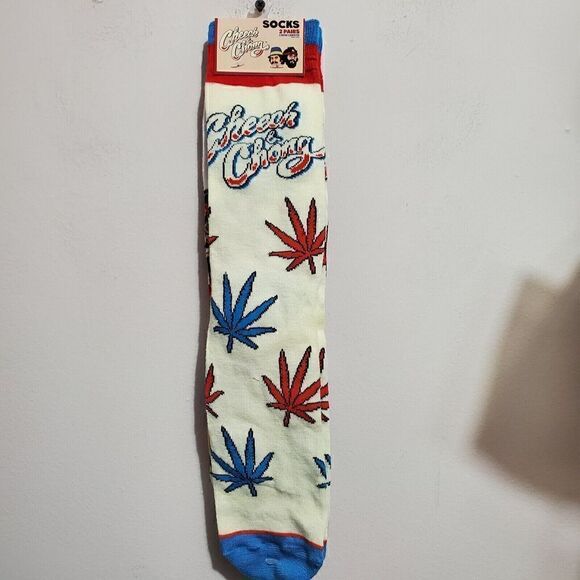 Cheech
&
Chong
SOCKS
2 PAIRS
Cheech
&
Chong